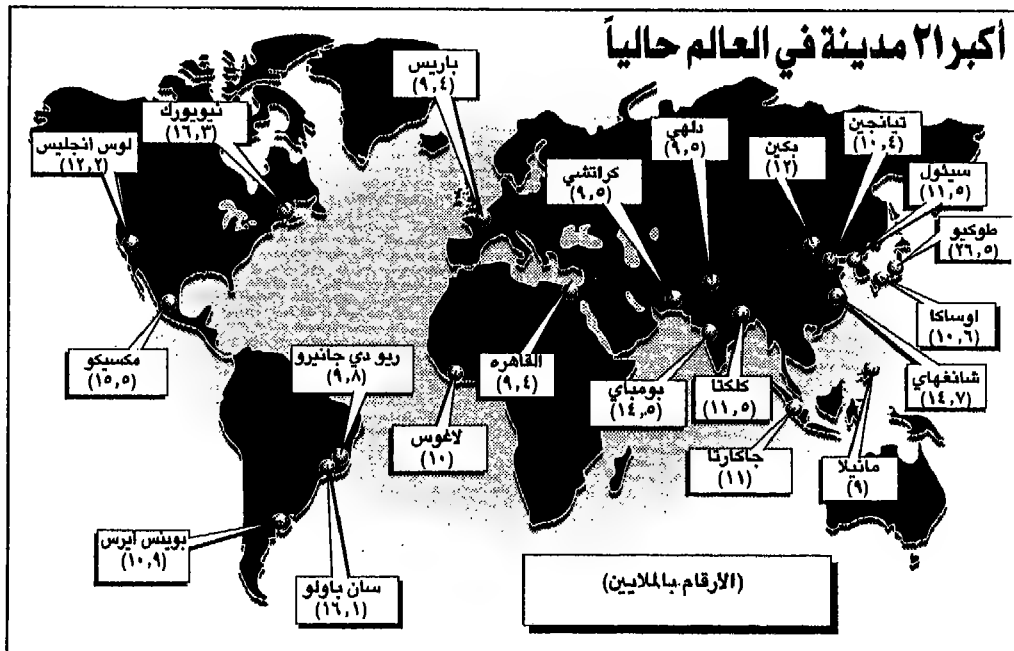 أكبر ٢١ مدينة في العالم حالياً
باريس
(٩,٤)
نيويورك
(١٦,٣)
لوس انجليس
(١٢,٢)
دلهي
(٩,٥)
كراتشي
(٩,٥)
بكين
(١٢)
تيانجين
(١٠,٤)
سيئول
(١١,٥)
طوكيو
(٢٦,٥)
اوساكا
(١٠,٦)
شانغهاي
(١٤,٧)
مكسيكو
(١٥,٥)
ريو دي جانيرو
(٩,٨)
القاهره
(٩,٤)
بومباي
(١٤,٥)
كلكتا
(١١,٥)
لاغوس
(١٠)
جاكارتا
(١١)
مانيلا
(٩)
بوينس ايرس
(١٠,٩)
سان باولو
(١٦,١)
(الأرقام بالملايين)